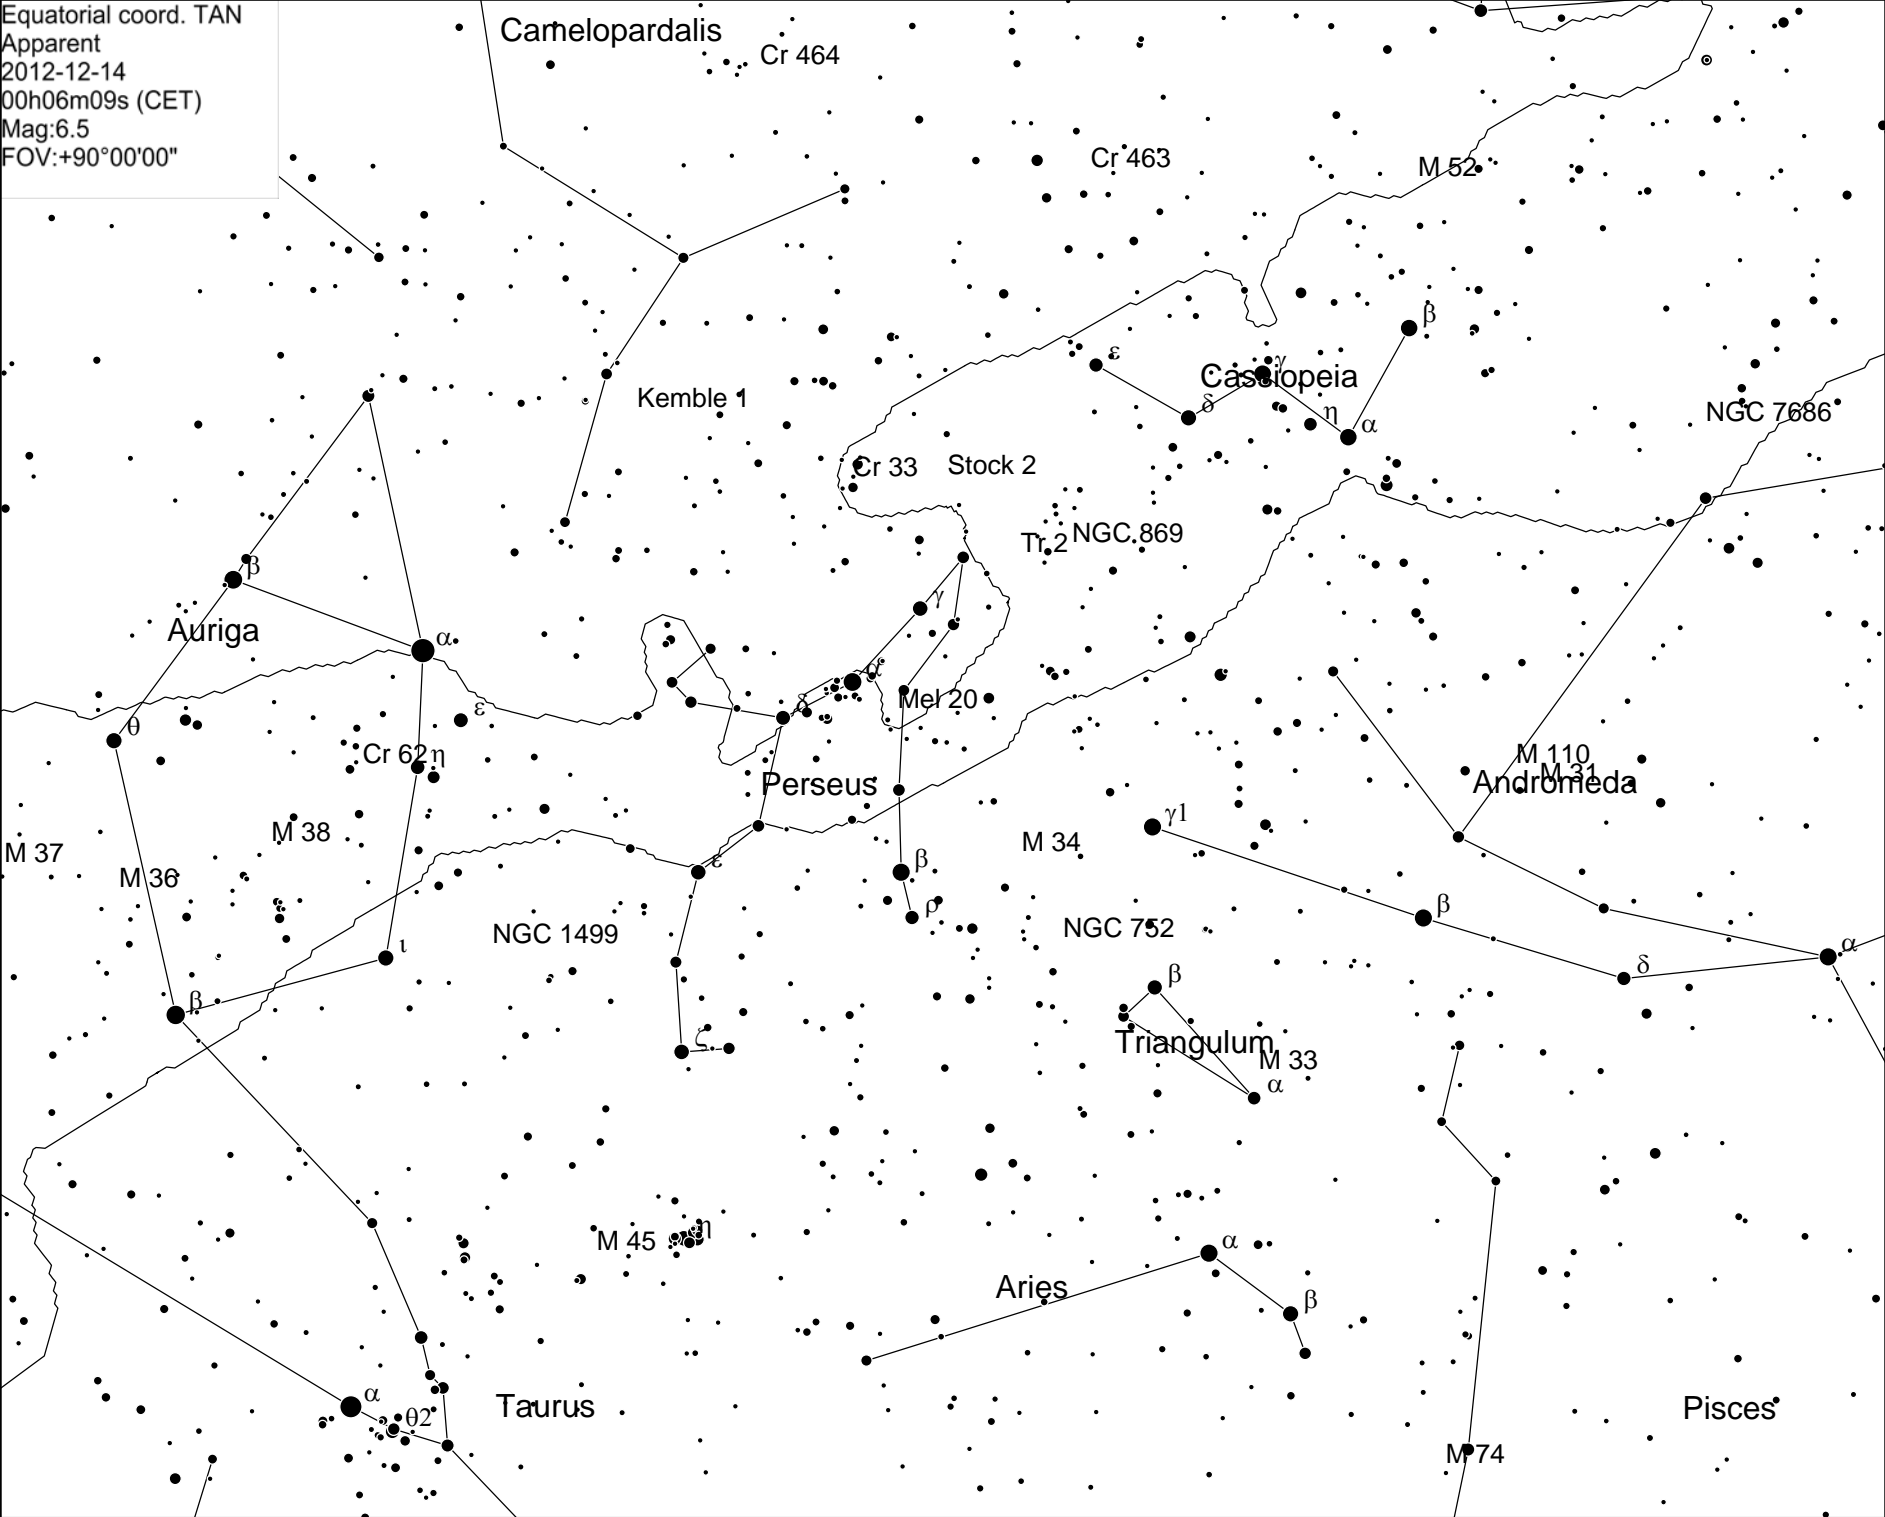 Equatorial coord. TAN
Apparent
2012-12-14
00h06m09s (CET)
Mag:6.5
FOV:+90°00'00"
Camelopardalis
Cr 464
Cr 463
M 52
β
ε
γ
Cassiopeia
δ
η
α
Kemble 1
NGC 7686
Cr 33
Stock 2
Tr 2
NGC 869
β
Auriga
α
γ
α
Mel 20
δ
ε
θ
Cr 62
η
Perseus
M 110
M 31
Andromeda
γ1
M 38
M 37
M 34
M 36
ε
β
ρ
β
NGC 1499
NGC 752
α
δ
ι
β
β
ζ
Triangulum
M 33
α
M 45
η
α
Aries
β
α
Taurus
θ2
Pisces
M 74